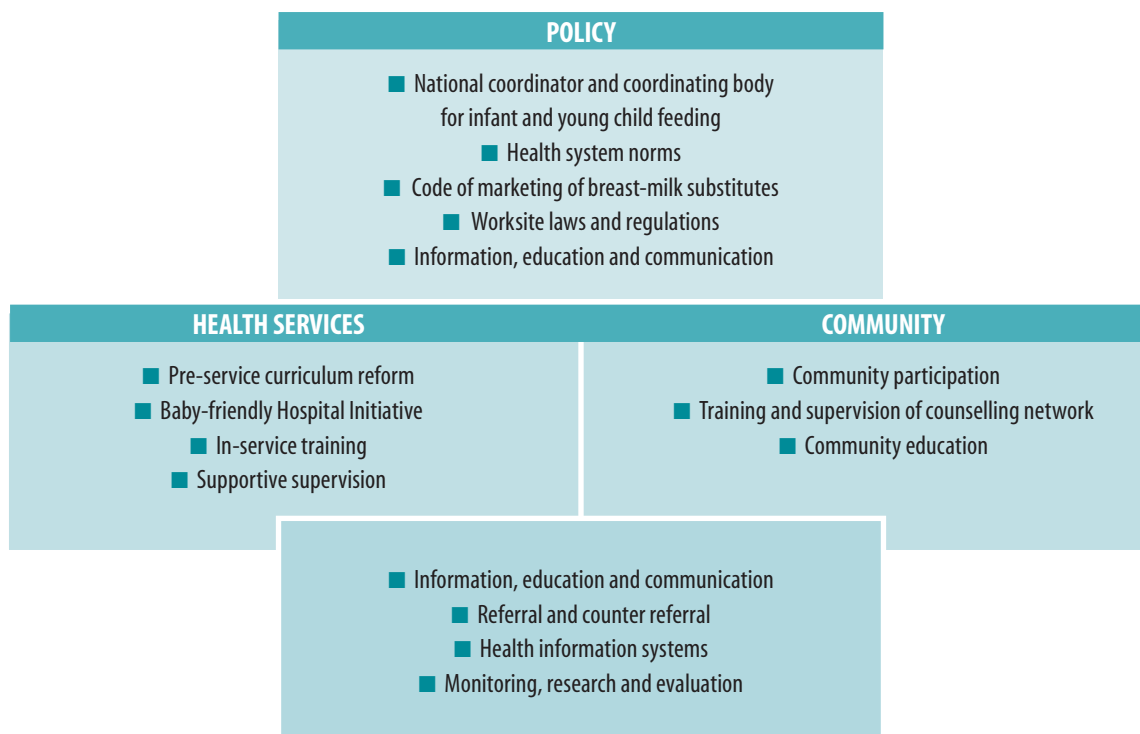 POLICY
■ National coordinator and coordinating body
for infant and young child feeding
■ Health system norms
■ Code of marketing of breast-milk substitutes
■ Worksite laws and regulations
■ Information, education and communication
HEALTH SERVICES
■ Pre-service curriculum reform
■ Baby-friendly Hospital Initiative
■ In-service training
■ Supportive supervision
COMMUNITY
■ Community participation
■ Training and supervision of counselling network
■ Community education
■ Information, education and communication
■ Referral and counter referral
■ Health information systems
■ Monitoring, research and evaluation